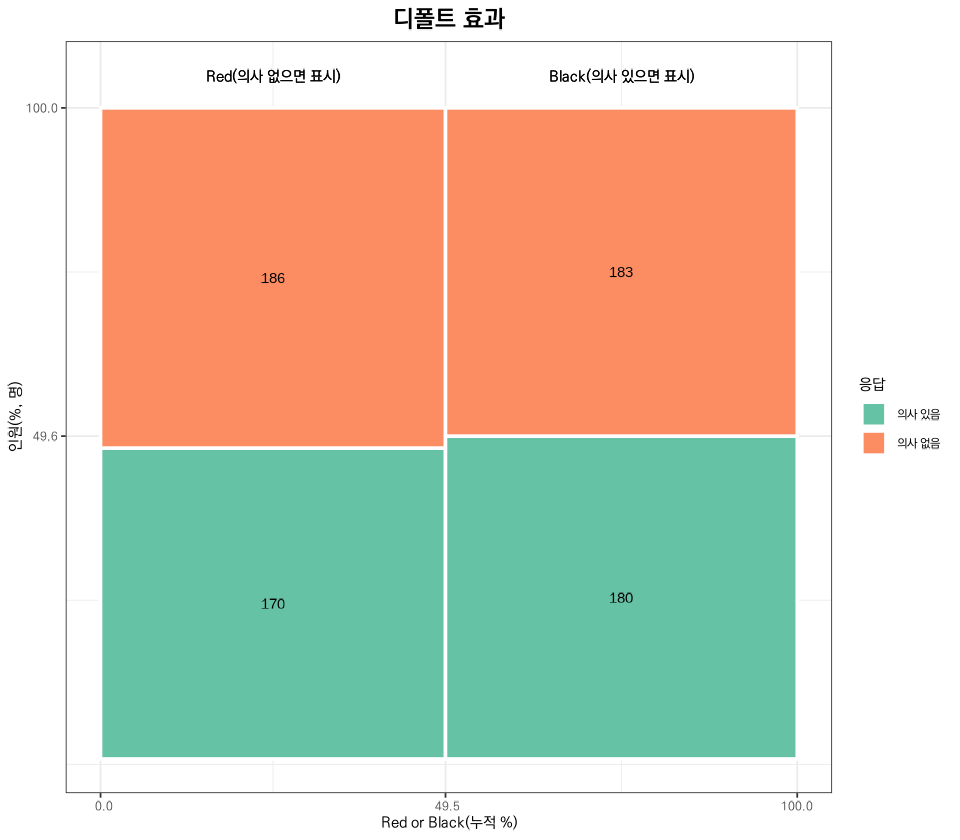 디폴트 효과
Red(의사 없으면 표시)
Black(의사 있으면 표시)
100.0
186
183
인원(%, 명)
49.6
응답
의사 있음
의사 없음
170
180
0.0
49.5
100.0
Red or Black(누적 %)